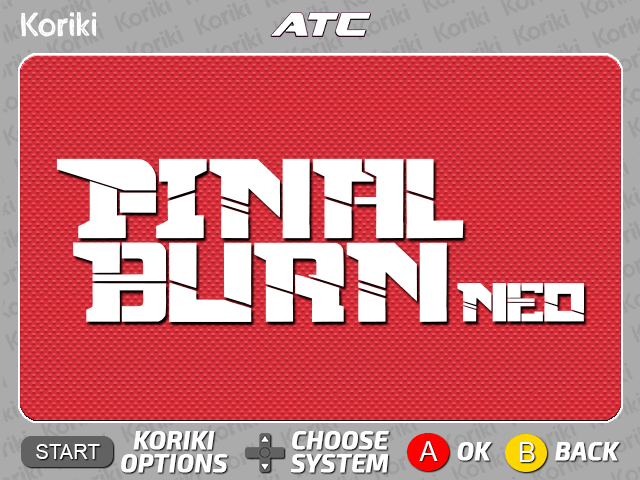 Koriki
ATC
FINAL
BURN
NEO
START
KORIKI
OPTIONS
CHOOSE
SYSTEM
A
OK
B
BACK